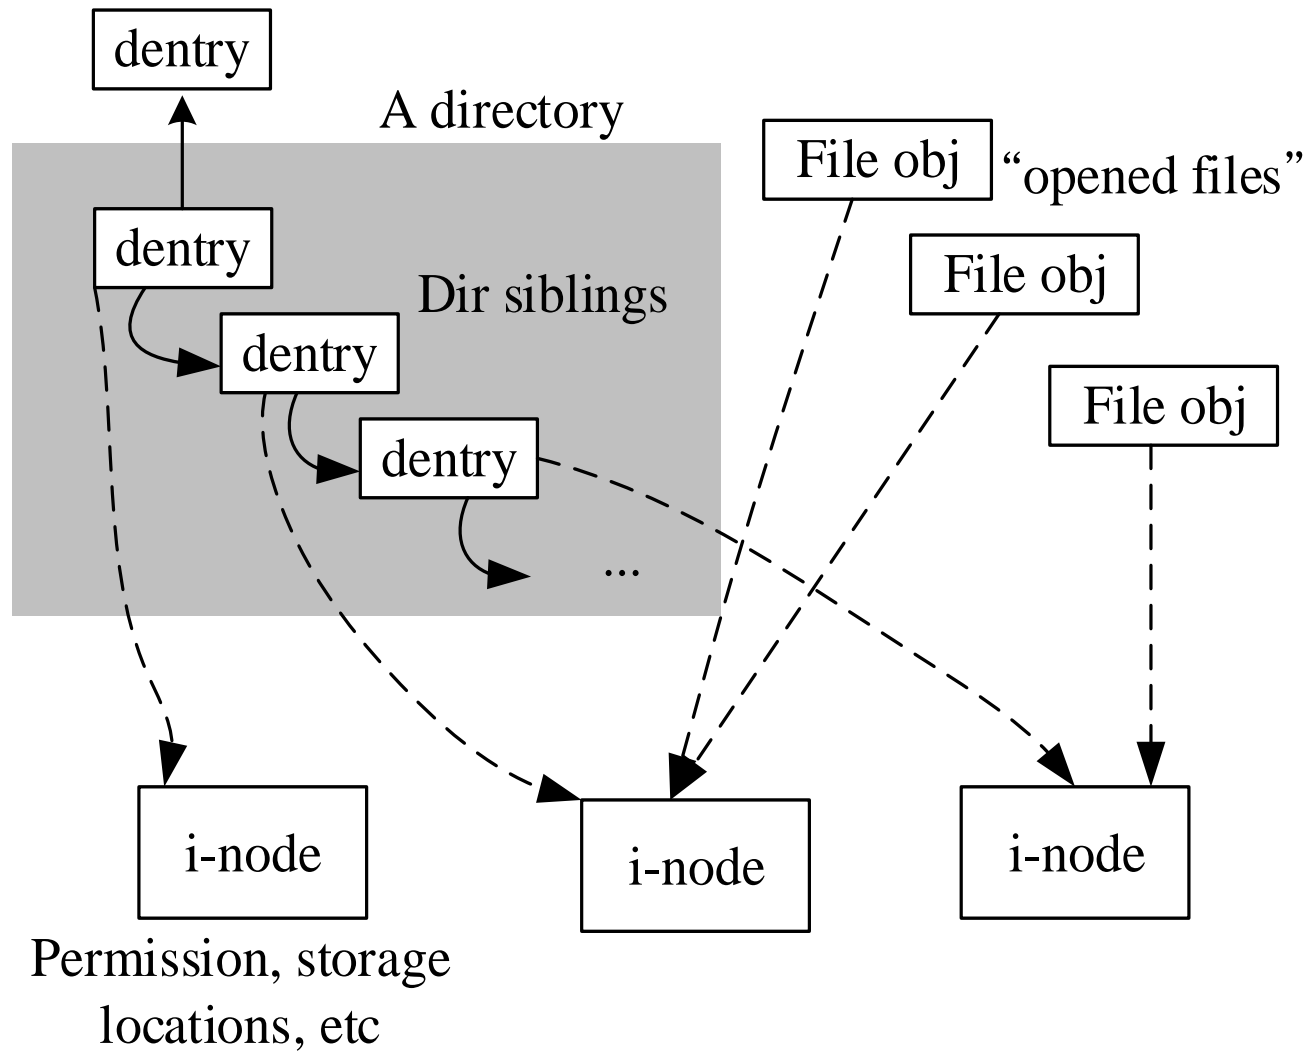 dentry
A directory
File obj
“opened files”
dentry
File obj
Dir siblings
dentry
File obj
dentry
...
i-node
i-node
i-node
Permission, storage
locations, etc